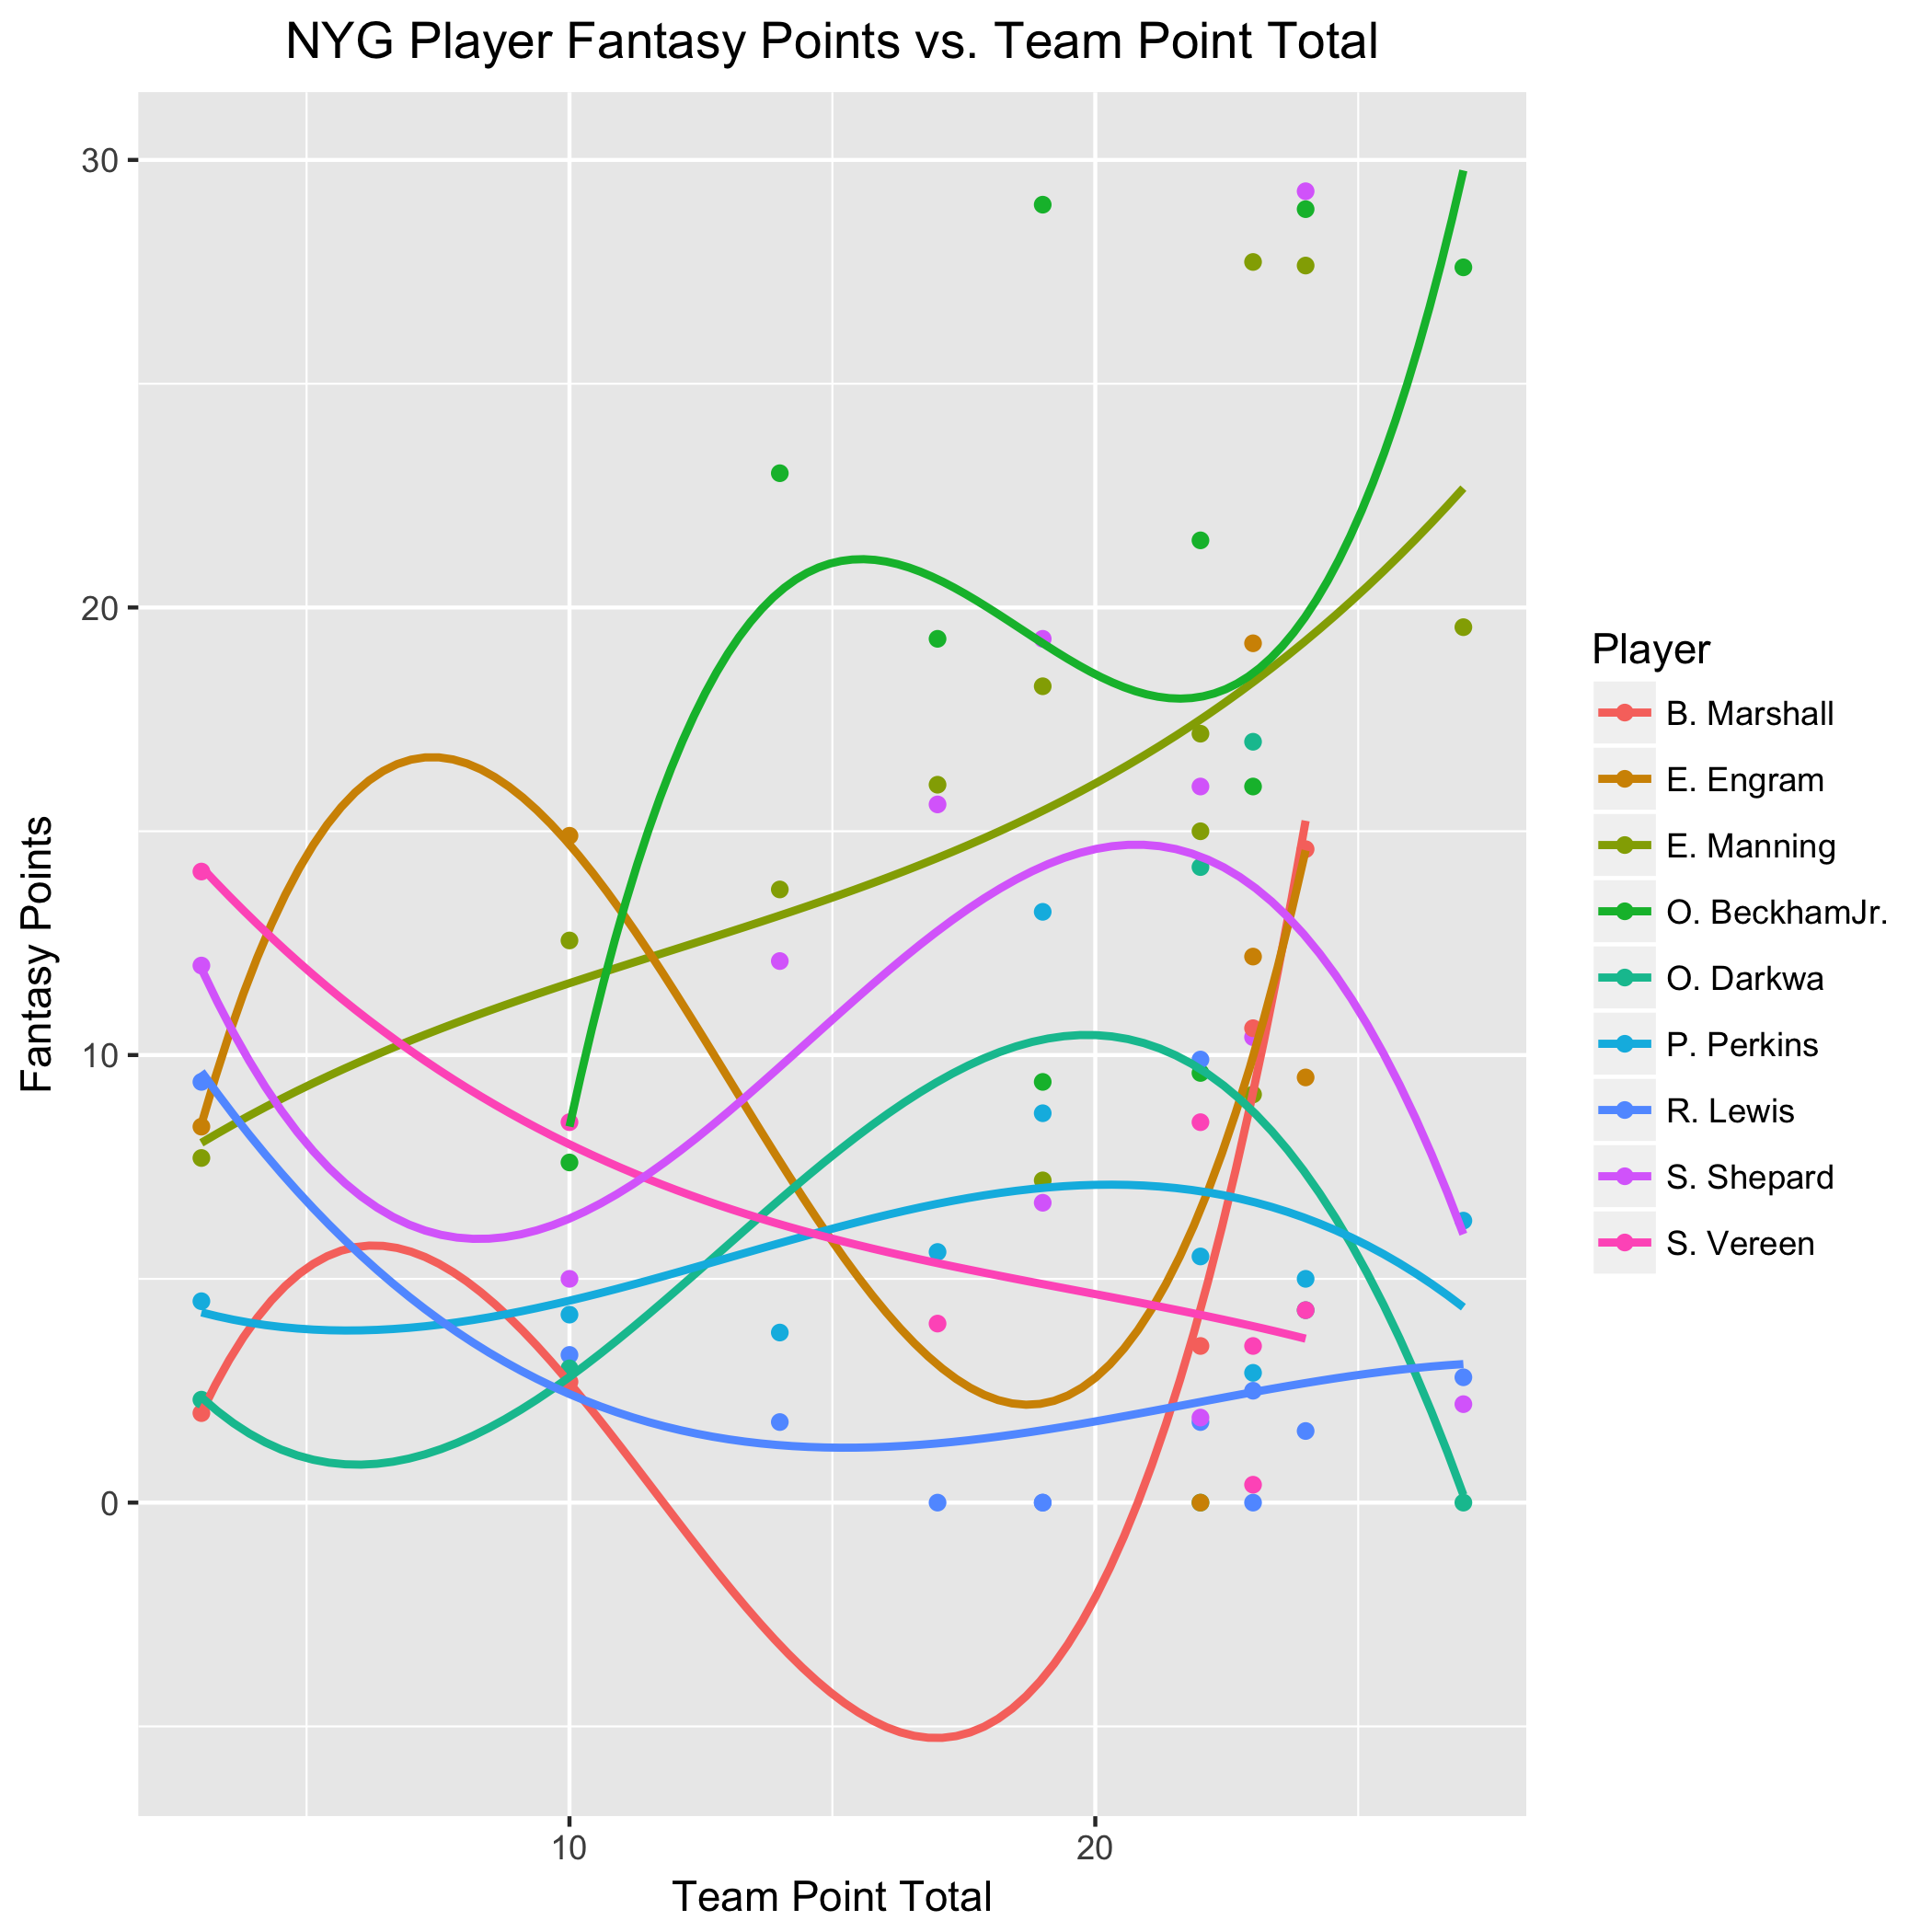 NYG Player Fantasy Points vs. Team Point Total
30
20
10
0
Fantasy Points
10 20
Team Point Total
Player
B. Marshall
E. Engram
E. Manning
O. BeckhamJr.
O. Darkwa
P. Perkins
R. Lewis
S. Shepard
S. Vereen